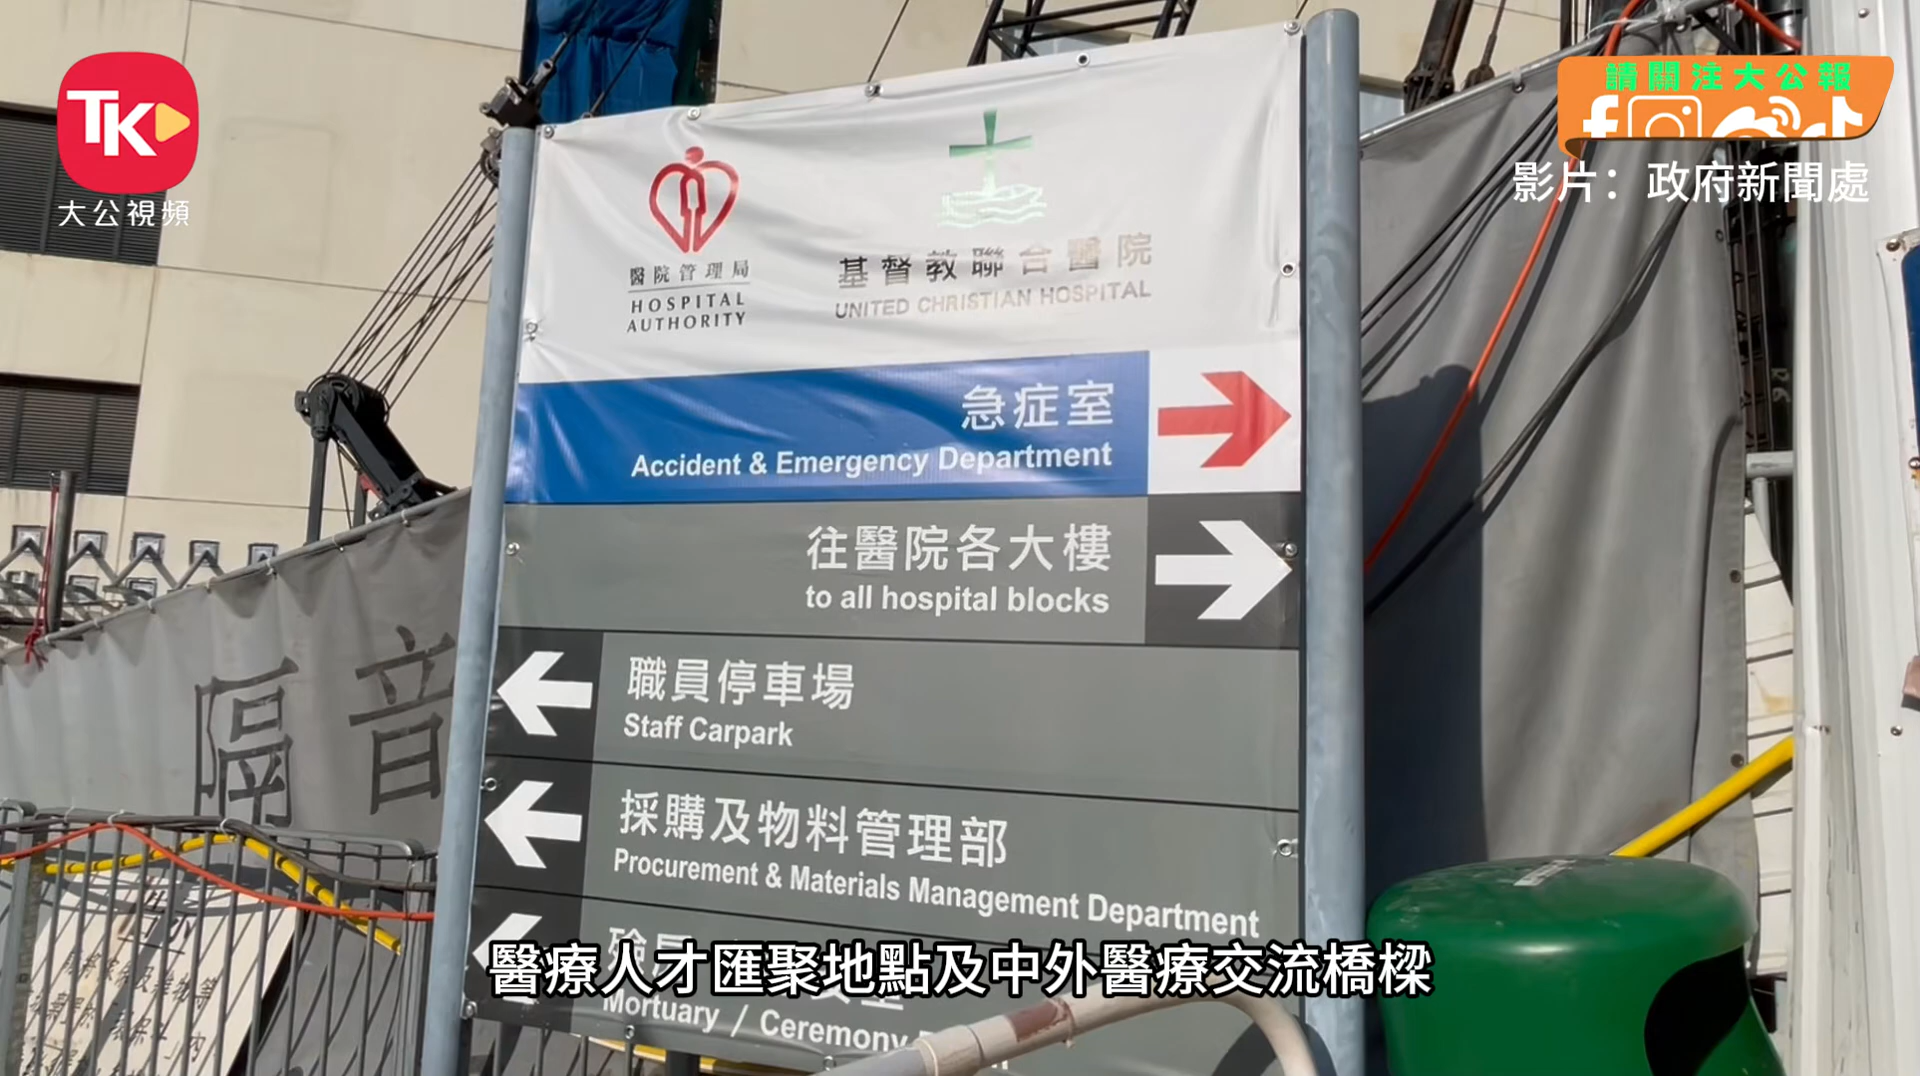 TK
大公視頻
請關注大公報
影片：政府新聞處
醫院管理局
HOSPITAL
AUTHORITY
基督教聯合醫院
UNITED CHRISTIAN HOSPITAL
急症室
Accident & Emergency Department
往醫院各大樓
to all hospital blocks
職員停車場
Staff Carpark
採購及物料管理部
Procurement & Materials Management Department
Mortuary / Ceremony
隔音
醫療人才匯聚地點及中外醫療交流橋樑